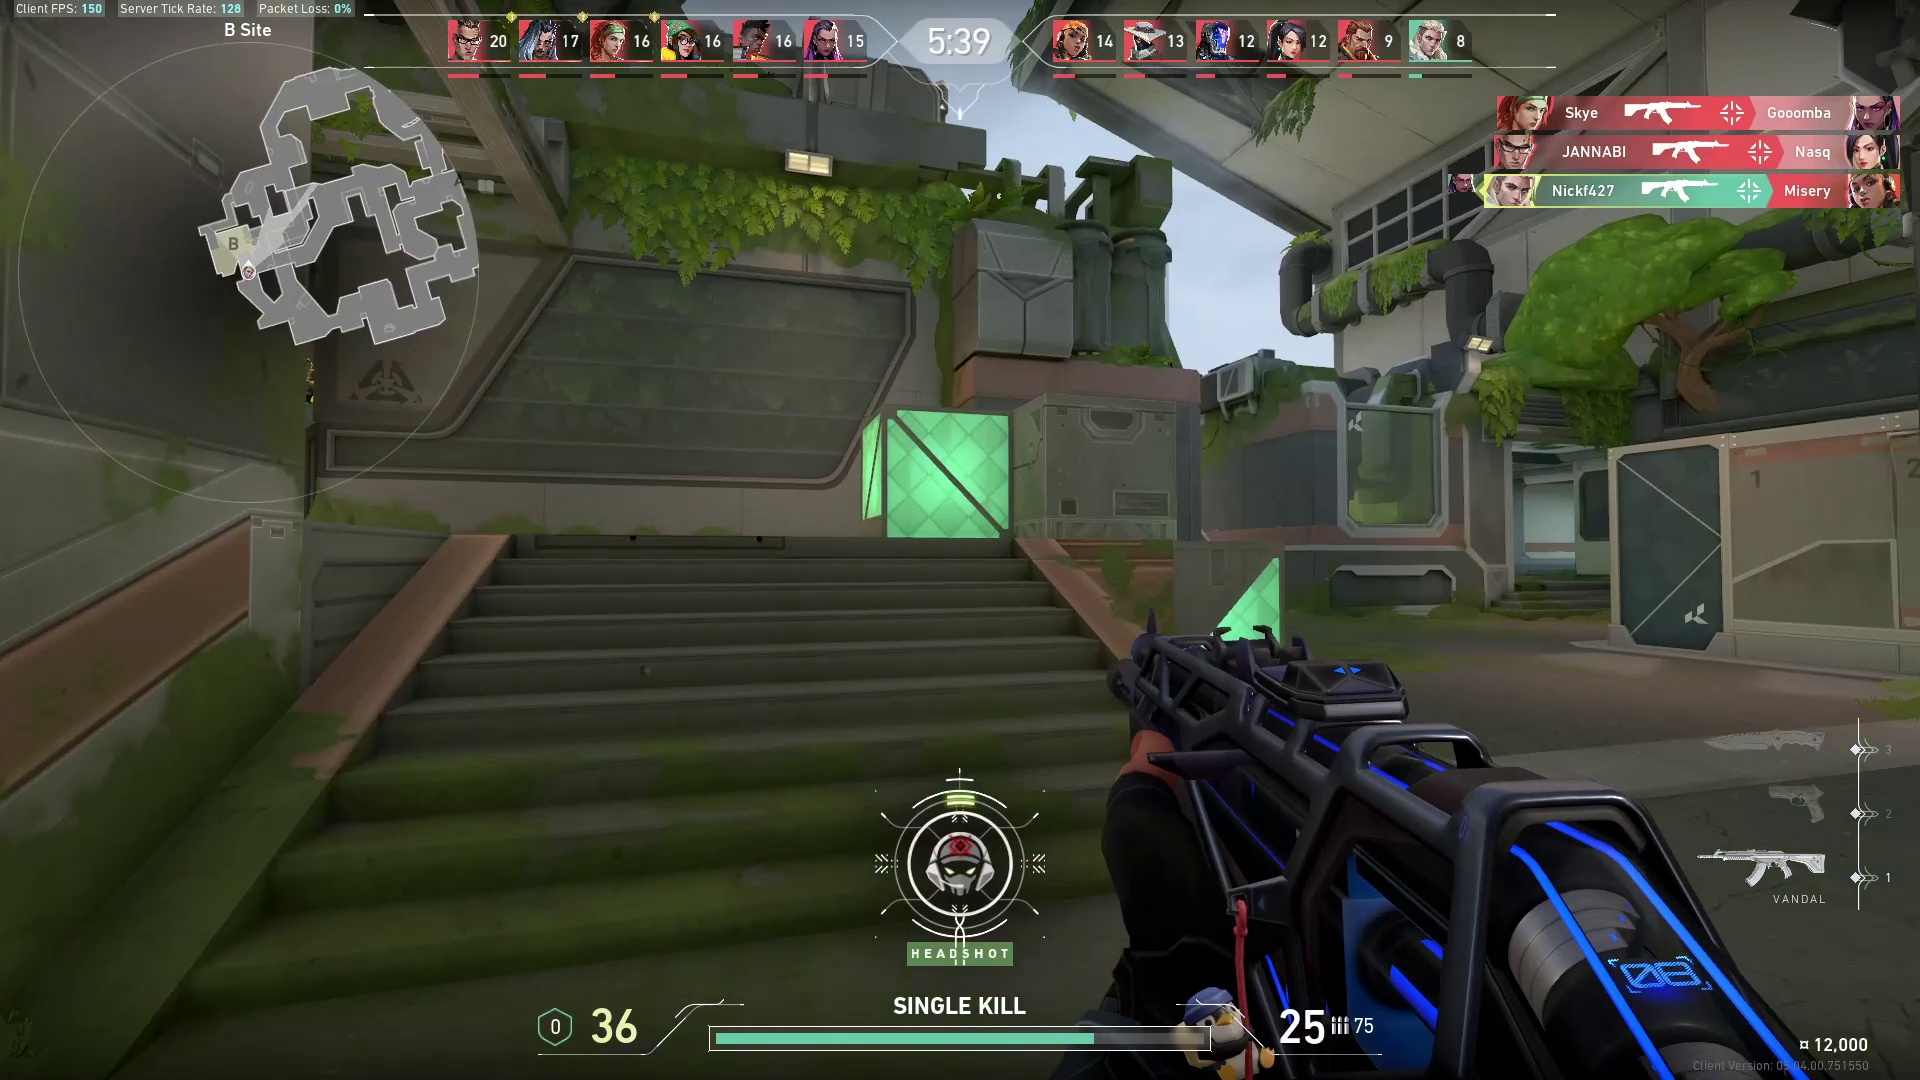 Client FPS: 150 Server Tick Rate: 128 Packet Loss: 0%
B Site
20 17 16 16 16 15 5:39 14 13 12 12 9 8
Skye Gooomba
JANNABI Nasq
Nickf427 Misery
B
1 2
3
2
1
VANDAL
HEADSHOT
SINGLE KILL
0 36 25 75
¤ 12,000